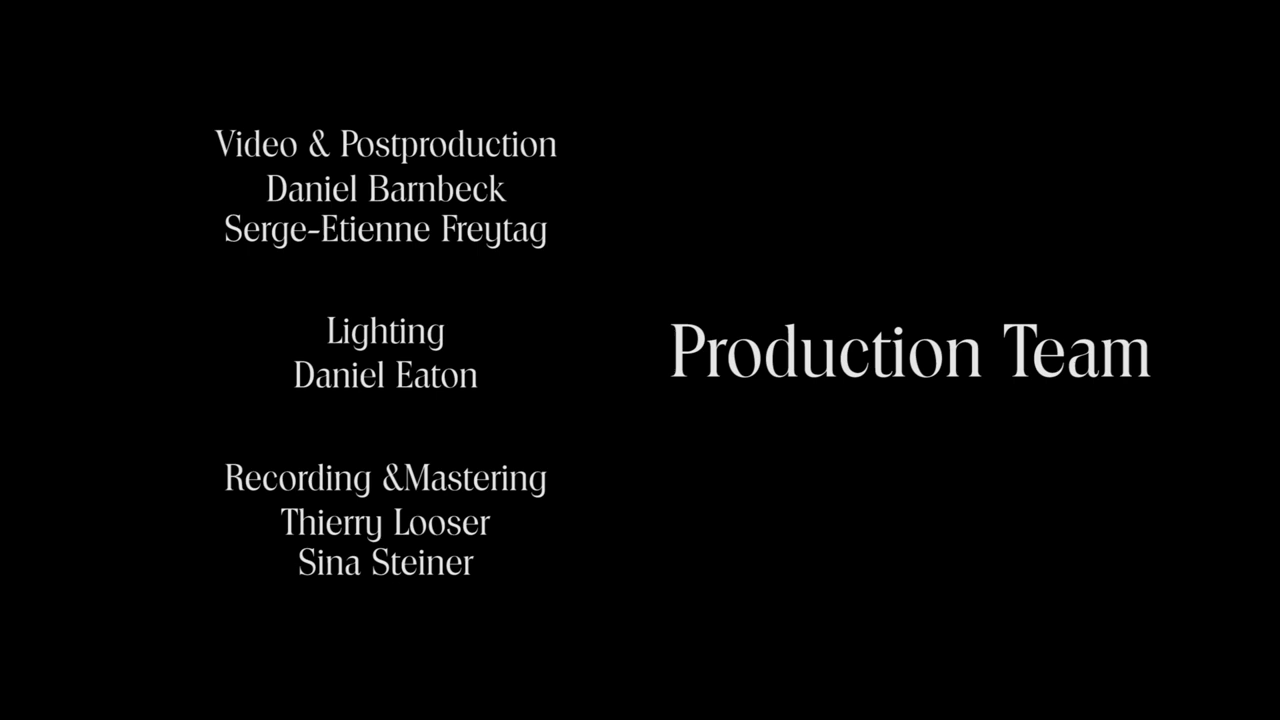 Video & Postproduction
Daniel Barnbeck
Serge-Etienne Freytag
Lighting
Daniel Eaton
Recording &Mastering
Thierry Looser
Sina Steiner
Production Team